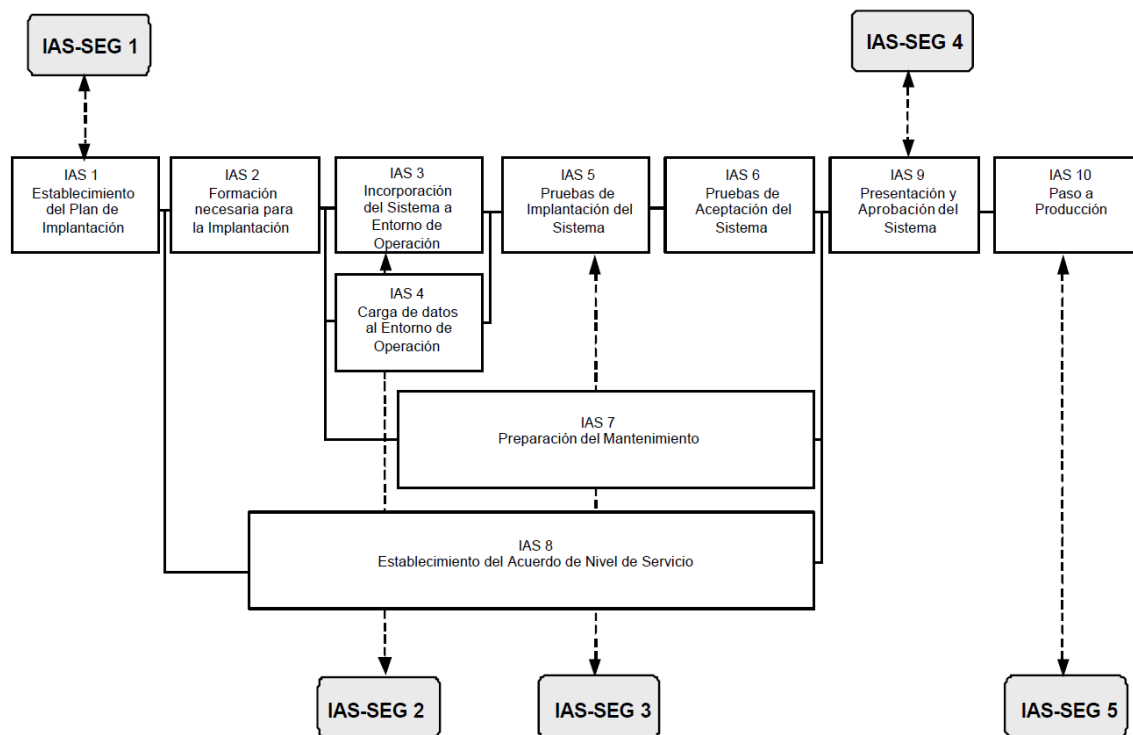 IAS-SEG 1
IAS-SEG 4
IAS 1
Establecimiento
del Plan de
Implantación
IAS 2
Formación
necesaria para
la Implantación
IAS 3
Incorporación
del Sistema a
Entorno de
Operación
IAS 5
Pruebas de
Implantación del
Sistema
IAS 6
Pruebas de
Aceptación del
Sistema
IAS 9
Presentación y
Aprobación del
Sistema
IAS 10
Paso a
Producción
IAS 4
Carga de datos
al Entorno de
Operación
IAS 7
Preparación del Mantenimiento
IAS 8
Establecimiento del Acuerdo de Nivel de Servicio
IAS-SEG 2
IAS-SEG 3
IAS-SEG 5